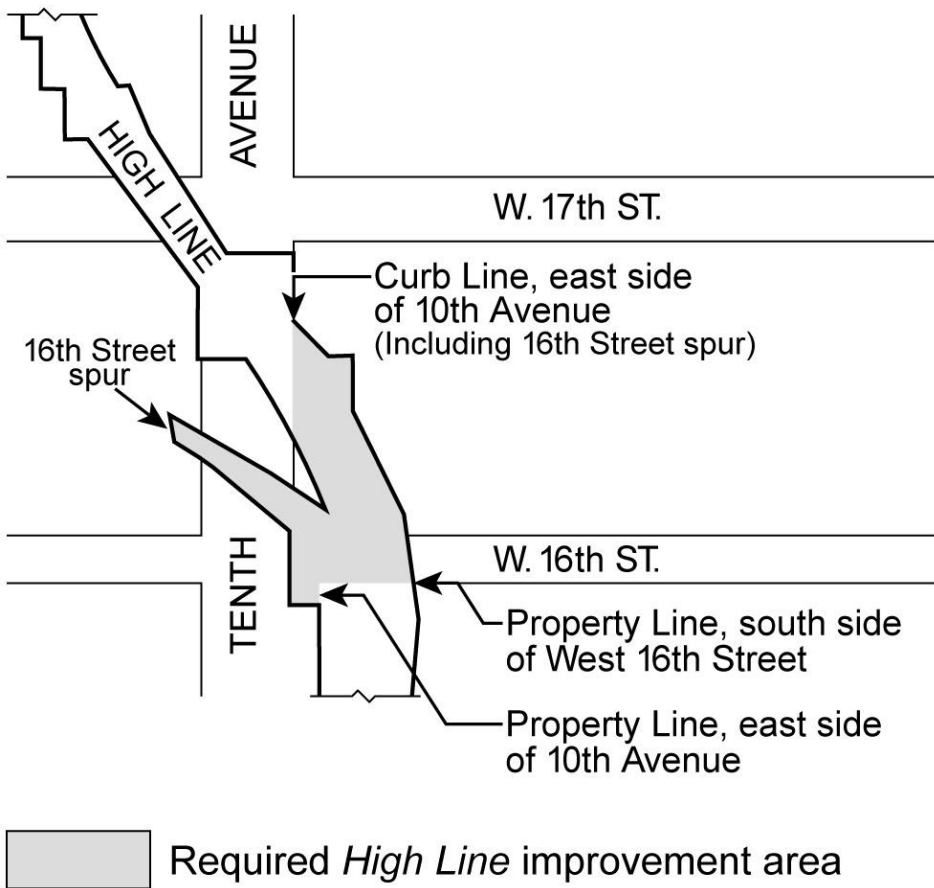 AVENUE
HIGH LINE
W. 17th ST.
Curb Line, east side
of 10th Avenue
(Including 16th Street spur)
16th Street
spur
TENTH
W. 16th ST.
Property Line, south side
of West 16th Street
Property Line, east side
of 10th Avenue
Required High Line improvement area